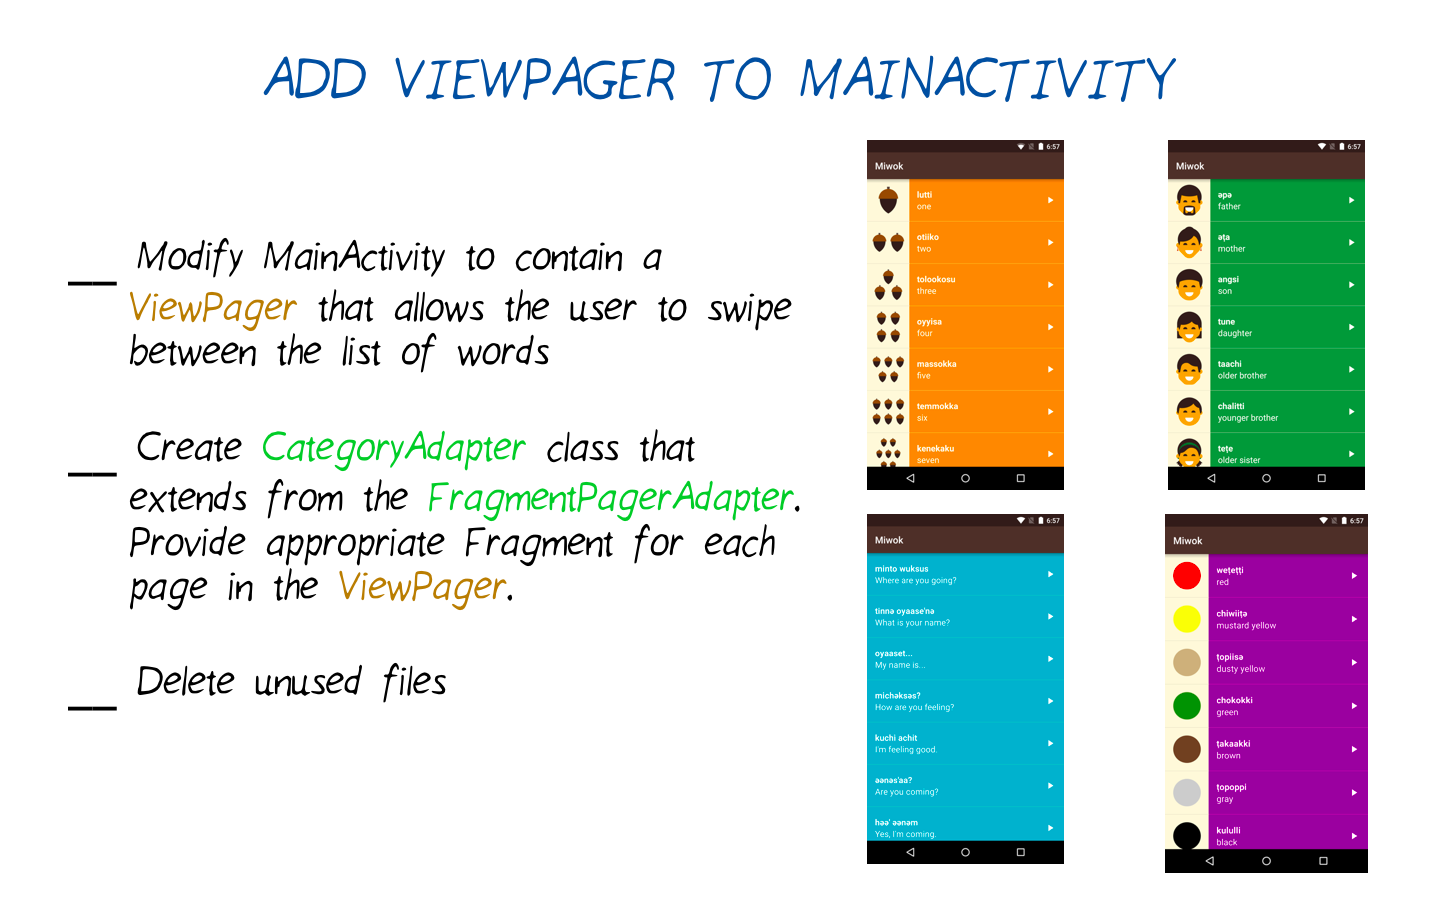 ADD VIEWPAGER TO MAINACTIVITY
__ Modify MainActivity to contain a
ViewPager that allows the user to swipe
between the list of words
__ Create CategoryAdapter class that
extends from the FragmentPagerAdapter.
Provide appropriate Fragment for each
page in the ViewPager.
__ Delete unused files
6:57
Miwok
lutti
one
otiiko
two
tolookosu
three
oyyisa
four
massokka
five
temmokka
six
kenekaku
seven
6:57
Miwok
әpә
father
әṭa
mother
angsi
son
tune
daughter
taachi
older brother
chalitti
younger brother
teṭe
older sister
6:57
Miwok
minto wuksus
Where are you going?
tinnә oyaase'nә
What is your name?
oyaaset...
My name is...
michәksәs?
How are you feeling?
kuchi achit
I'm feeling good.
әәnәs'aa?
Are you coming?
hәә' әәnәm
Yes, I'm coming.
6:57
Miwok
weṭeṭṭi
red
chiwiiṭә
mustard yellow
ṭopiisә
dusty yellow
chokokki
green
ṭakaakki
brown
ṭopoppi
gray
kululli
black